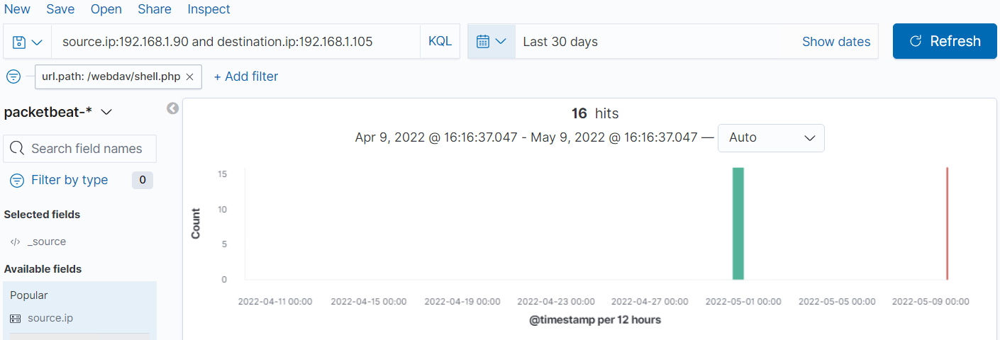 New Save Open Share Inspect
source.ip:192.168.1.90 and destination.ip:192.168.1.105 KQL Last 30 days Show dates Refresh
url.path: /webdav/shell.php × + Add filter
packetbeat-*
Search field names
Filter by type 0
Selected fields
</> _source
Available fields
Popular
source.ip
16 hits
Apr 9, 2022 @ 16:16:37.047 - May 9, 2022 @ 16:16:37.047 — Auto
15
10
5
0
Count
2022-04-11 00:00 2022-04-15 00:00 2022-04-19 00:00 2022-04-23 00:00 2022-04-27 00:00 2022-05-01 00:00 2022-05-05 00:00 2022-05-09 00:00
@timestamp per 12 hours